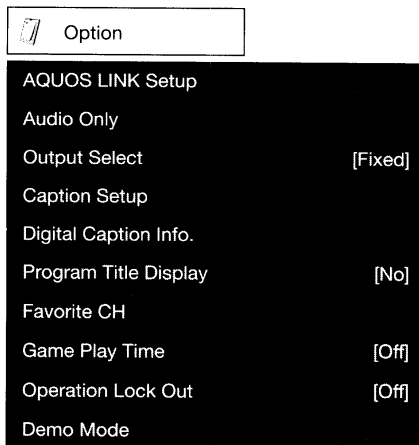 Option
AQUOS LINK Setup
Audio Only
Output Select [Fixed]
Caption Setup
Digital Caption Info.
Program Title Display [No]
Favorite CH
Game Play Time [Off]
Operation Lock Out [Off]
Demo Mode